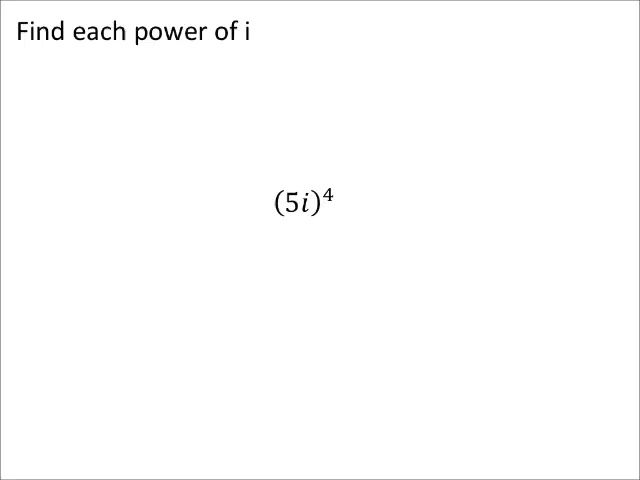 Find each power of i
(5𝑖)⁴